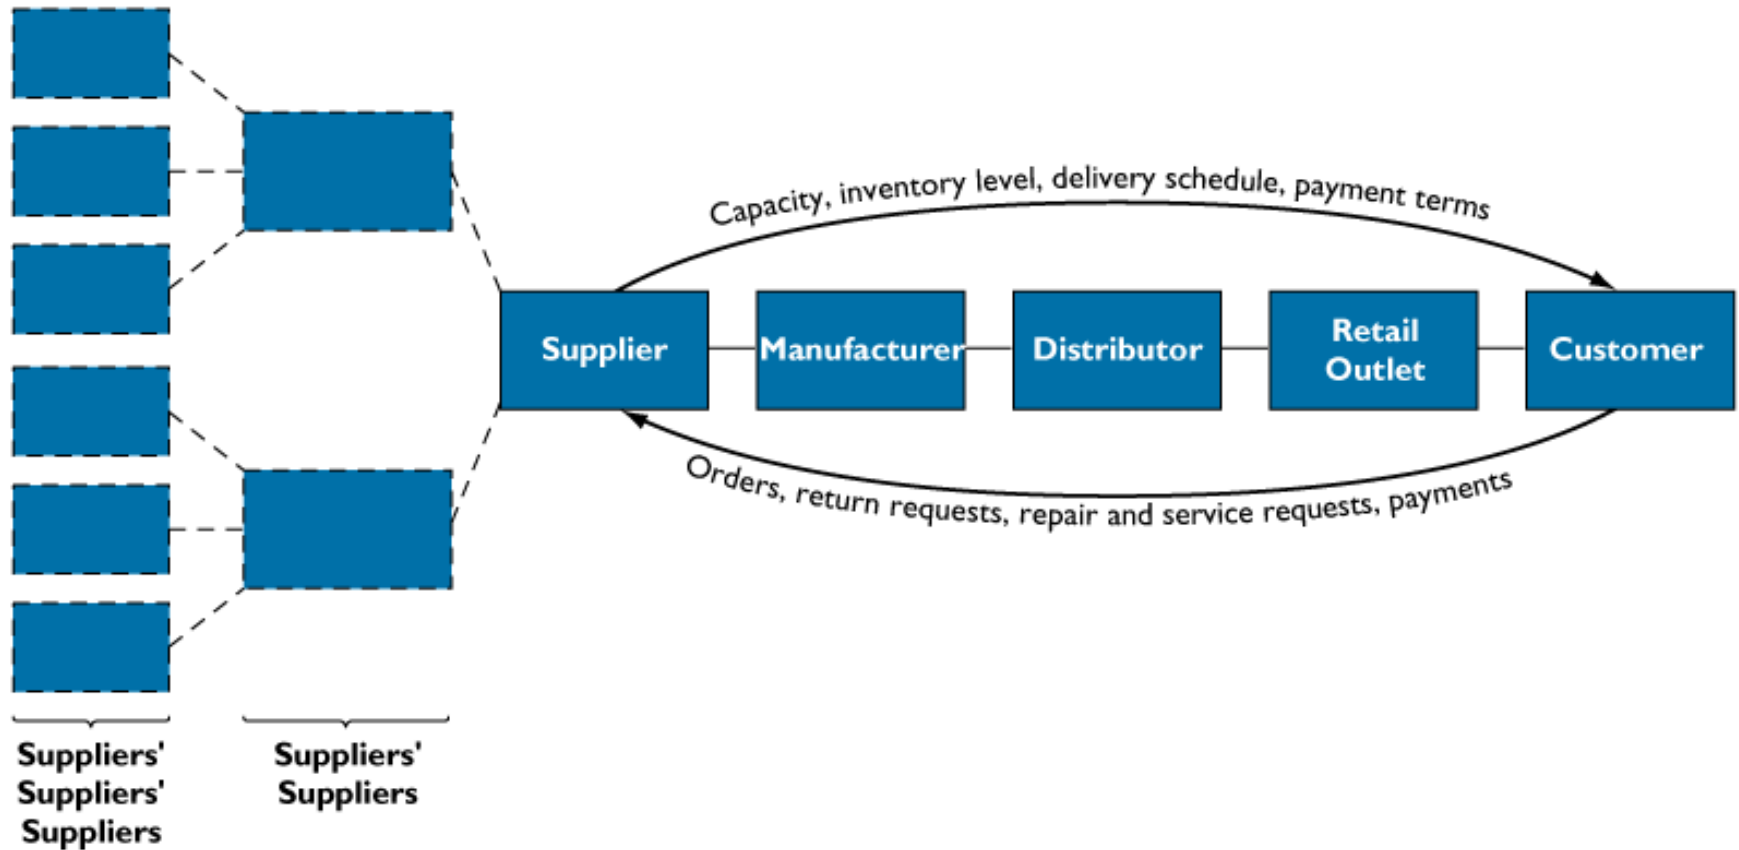 Capacity, inventory level, delivery schedule, payment terms
Supplier
Manufacturer
Distributor
Retail
Outlet
Customer
Orders, return requests, repair and service requests, payments
Suppliers'
Suppliers'
Suppliers
Suppliers'
Suppliers